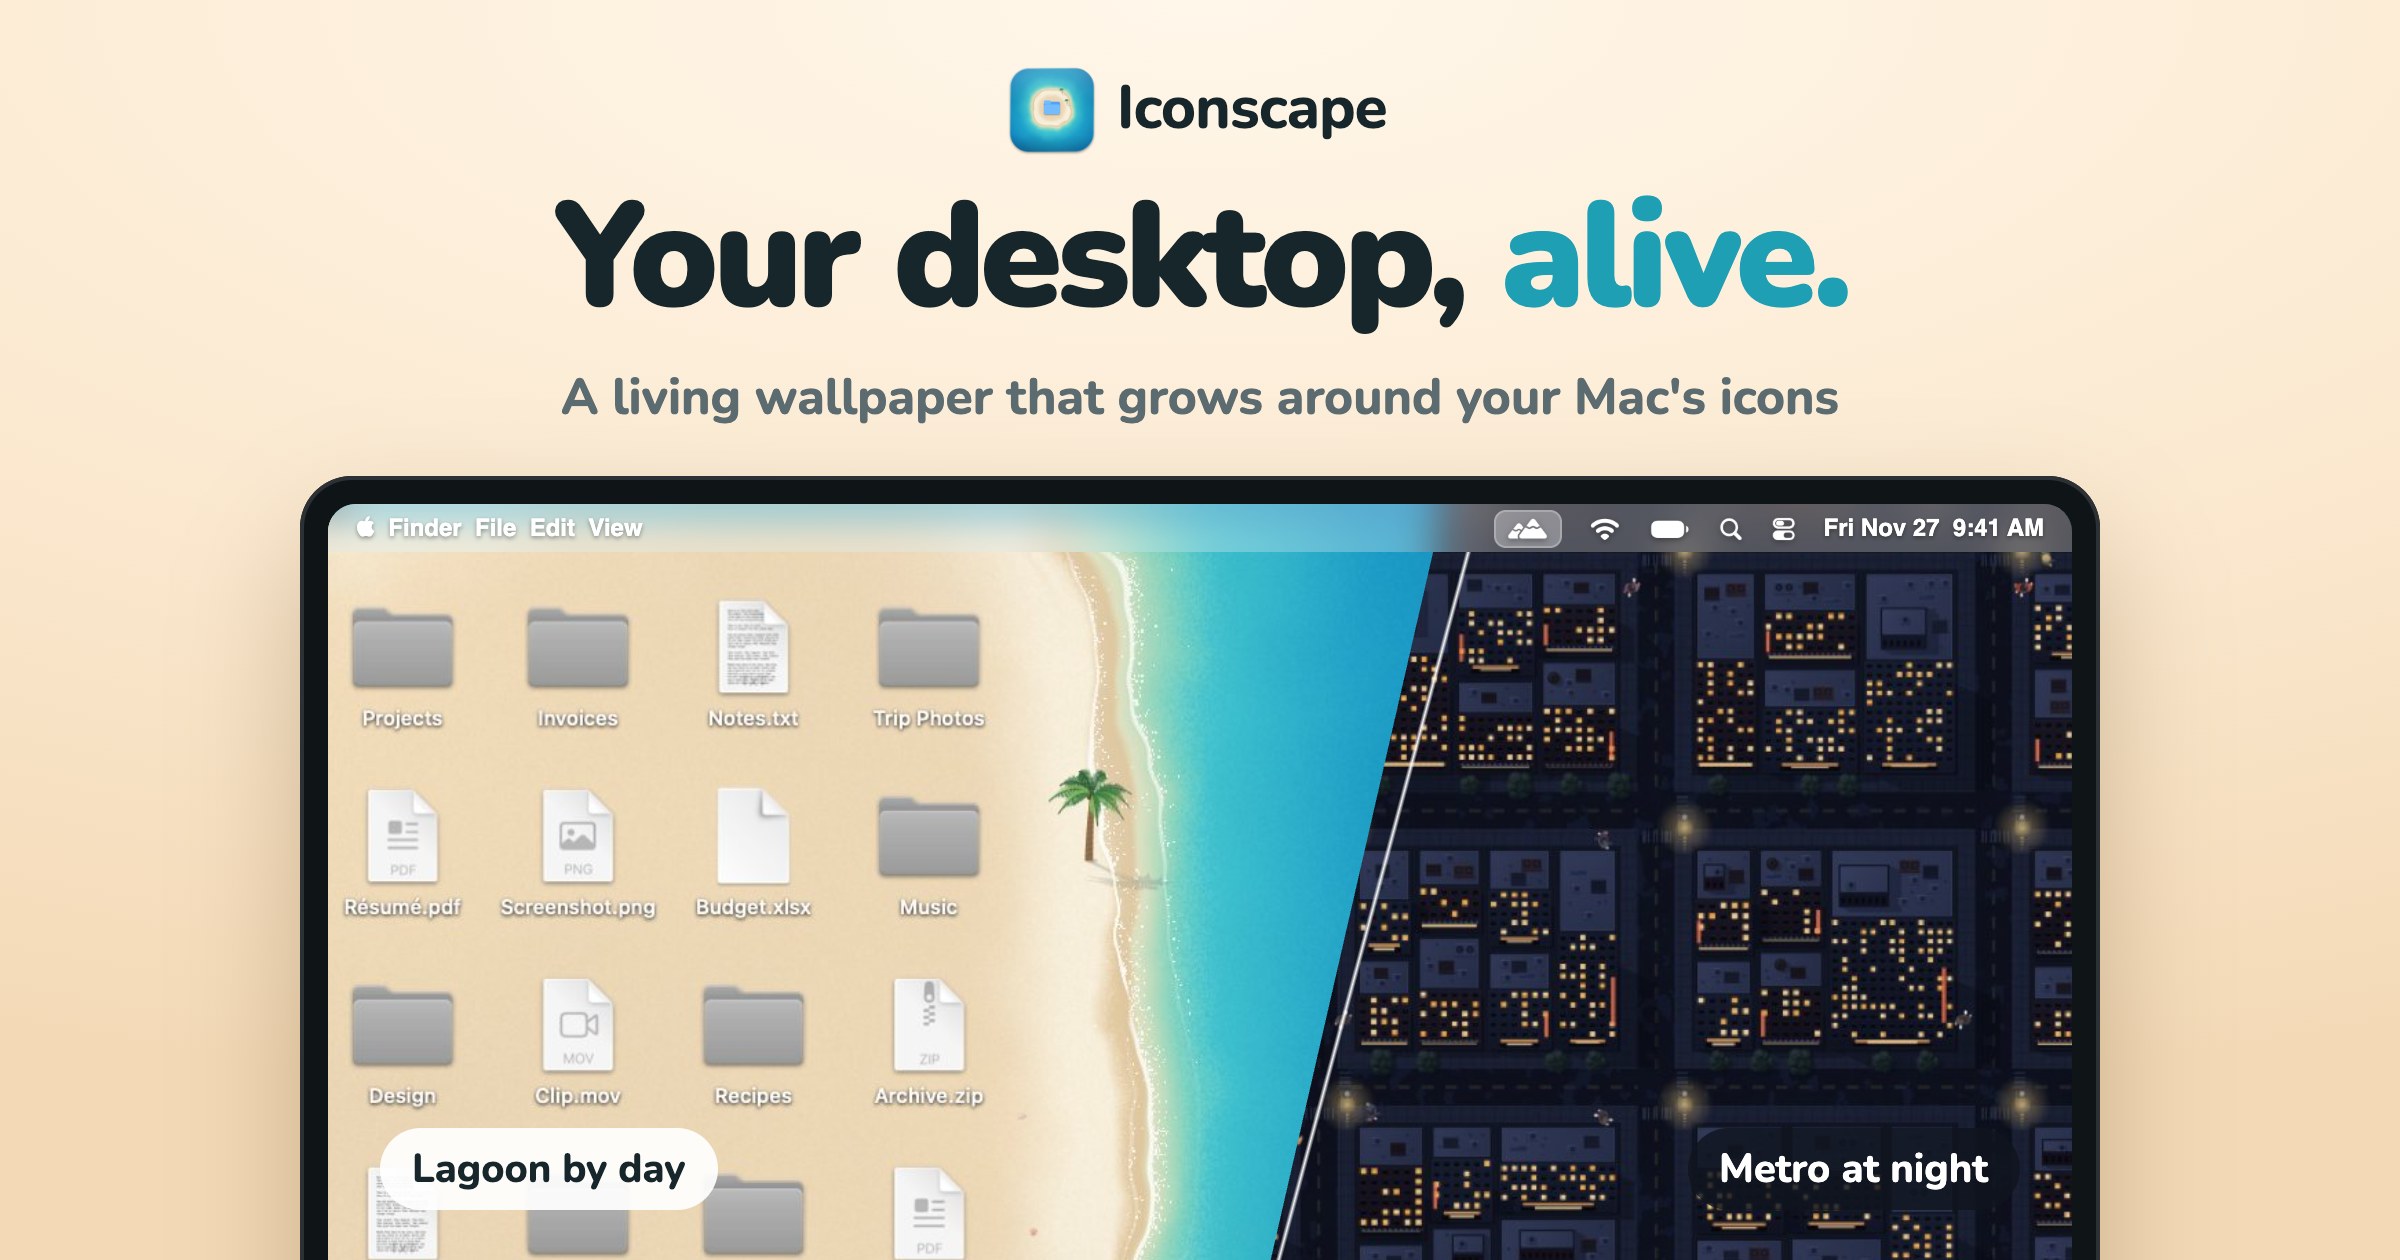 Iconscape
Your desktop, alive.
A living wallpaper that grows around your Mac's icons
Finder File Edit View
Fri Nov 27 9:41 AM
Projects Invoices Notes.txt Trip Photos
PDF PNG
Résumé.pdf Screenshot.png Budget.xlsx Music
MOV ZIP
Design Clip.mov Recipes Archive.zip
Lagoon by day
Metro at night
PDF